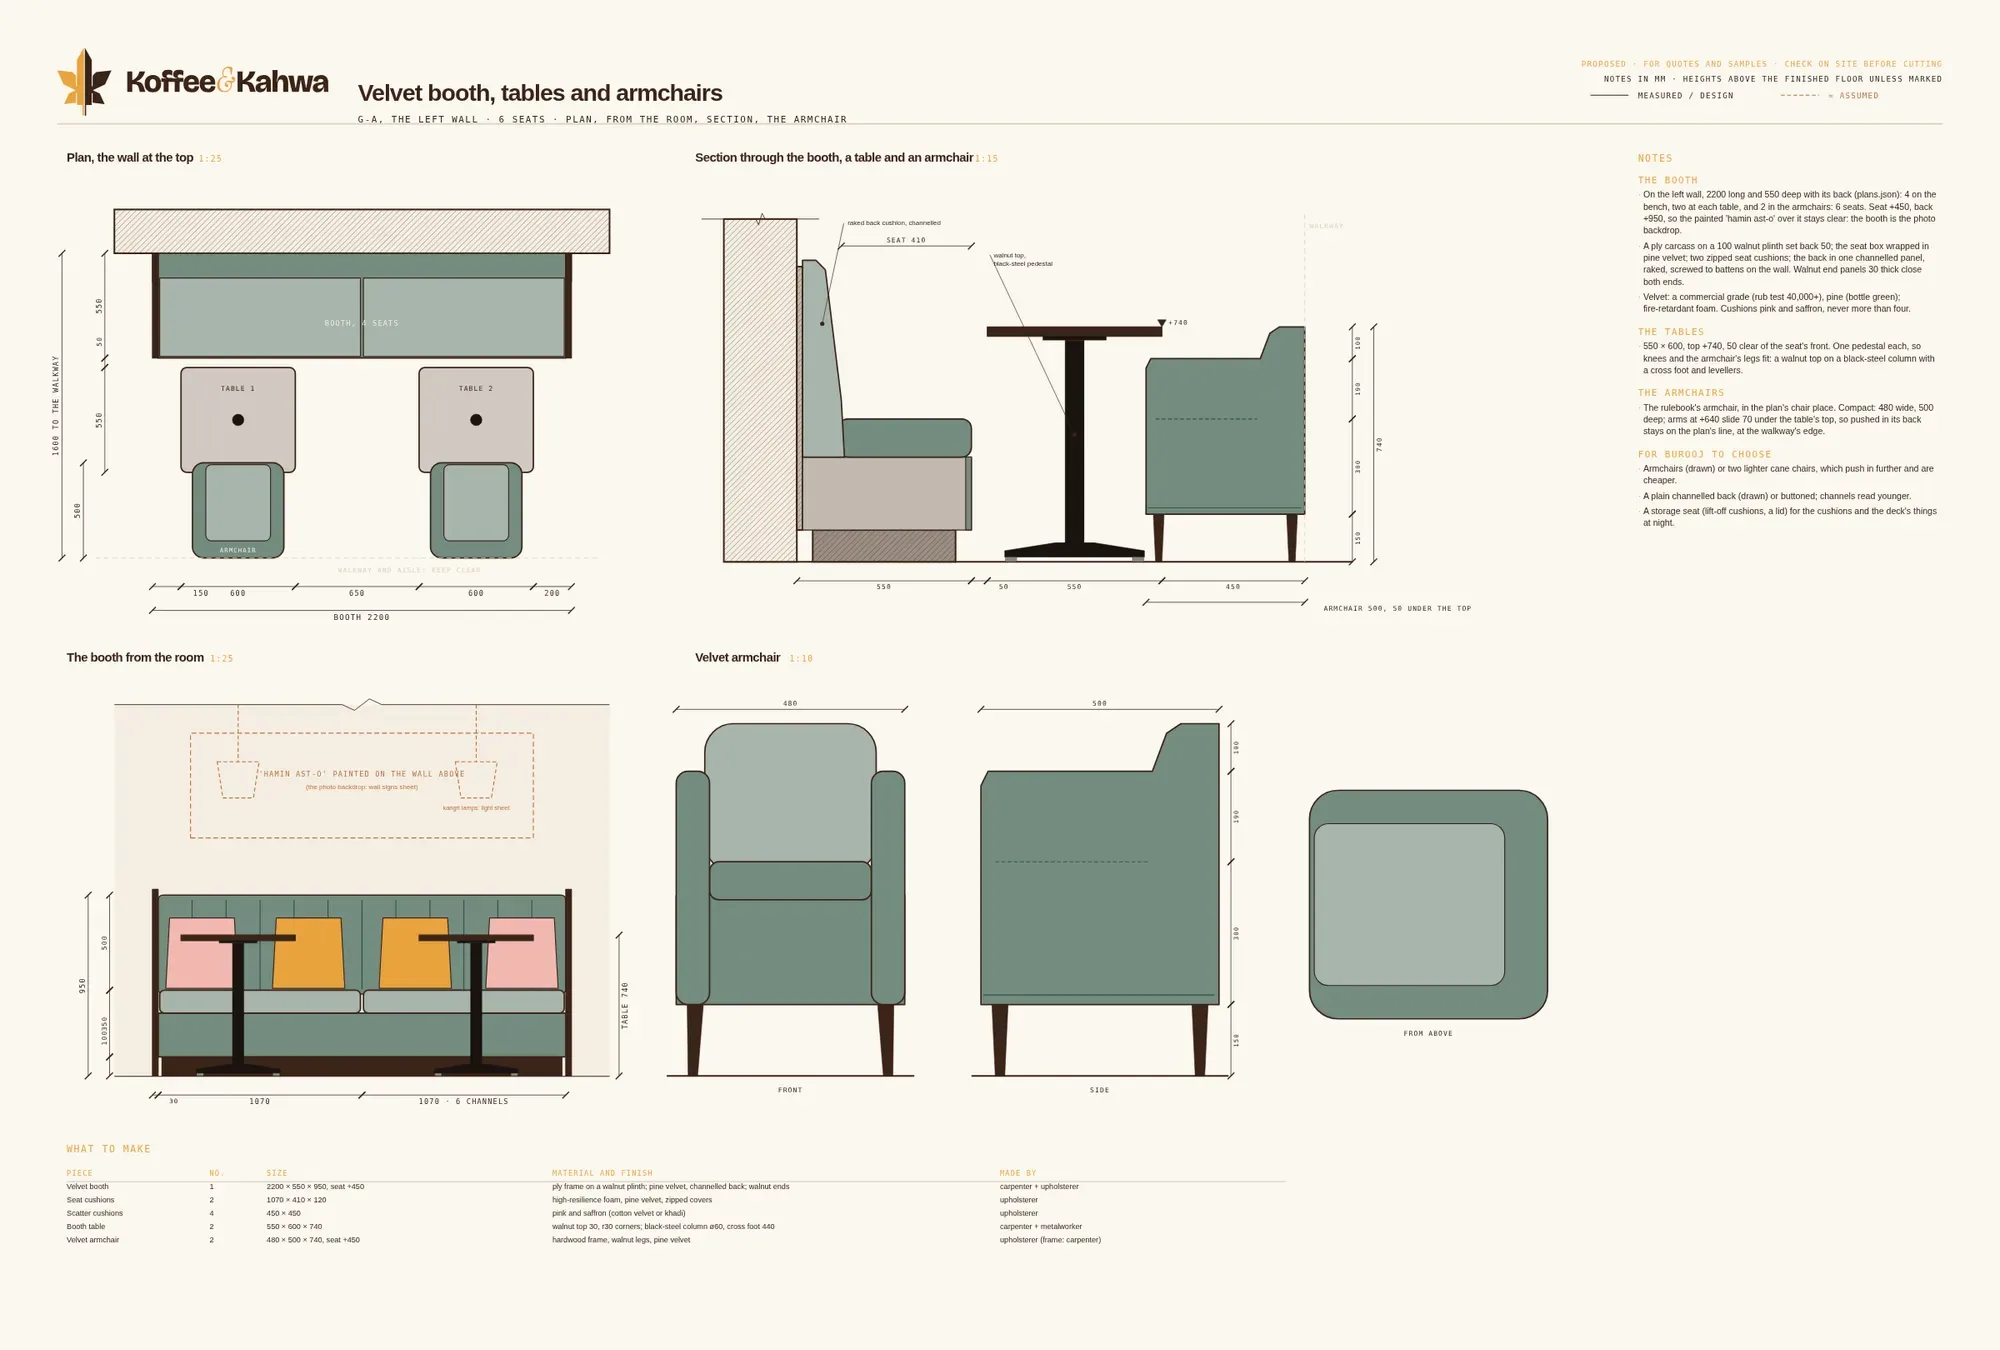 Koffee&Kahwa
Velvet booth, tables and armchairs
G-A, THE LEFT WALL · 6 SEATS · PLAN, FROM THE ROOM, SECTION, THE ARMCHAIR
PROPOSED · FOR QUOTES AND SAMPLES · CHECK ON SITE BEFORE CUTTING
NOTES IN MM · HEIGHTS ABOVE THE FINISHED FLOOR UNLESS MARKED
MEASURED / DESIGN
≈ ASSUMED
Plan, the wall at the top 1:25
550
50
550
500
1600 TO THE WALKWAY
BOOTH, 4 SEATS
TABLE 1
TABLE 2
ARMCHAIR
WALKWAY AND AISLE: KEEP CLEAR
150 600 650 600 200
BOOTH 2200
Section through the booth, a table and an armchair 1:15
raked back cushion, channelled
SEAT 410
walnut top,
black-steel pedestal
WALKWAY
+740
100
190
300
150
740
550 50 550 450
ARMCHAIR 500, 50 UNDER THE TOP
The booth from the room 1:25
'HAMIN AST-O' PAINTED ON THE WALL ABOVE
(the photo backdrop: wall signs sheet)
kangri lamps: light sheet
950
500
350
100
TABLE 740
30 1070 1070 · 6 CHANNELS
Velvet armchair 1:10
480
500
100
190
300
150
FRONT
SIDE
FROM ABOVE
NOTES
THE BOOTH
On the left wall, 2200 long and 550 deep with its back (plans.json): 4 on the
bench, two at each table, and 2 in the armchairs: 6 seats. Seat +450, back
+950, so the painted 'hamin ast-o' over it stays clear: the booth is the photo
backdrop.
A ply carcass on a 100 walnut plinth set back 50; the seat box wrapped in
pine velvet; two zipped seat cushions; the back in one channelled panel,
raked, screwed to battens on the wall. Walnut end panels 30 thick close
both ends.
Velvet: a commercial grade (rub test 40,000+), pine (bottle green);
fire-retardant foam. Cushions pink and saffron, never more than four.
THE TABLES
550 × 600, top +740, 50 clear of the seat's front. One pedestal each, so
knees and the armchair's legs fit: a walnut top on a black-steel column with
a cross foot and levellers.
THE ARMCHAIRS
The rulebook's armchair, in the plan's chair place. Compact: 480 wide, 500
deep; arms at +640 slide 70 under the table's top, so pushed in its back
stays on the plan's line, at the walkway's edge.
FOR BUROOJ TO CHOOSE
Armchairs (drawn) or two lighter cane chairs, which push in further and are
cheaper.
A plain channelled back (drawn) or buttoned; channels read younger.
A storage seat (lift-off cushions, a lid) for the cushions and the deck's things
at night.
WHAT TO MAKE
PIECE NO. SIZE MATERIAL AND FINISH MADE BY
Velvet booth 1 2200 × 550 × 950, seat +450 ply frame on a walnut plinth; pine velvet, channelled back; walnut ends carpenter + upholsterer
Seat cushions 2 1070 × 410 × 120 high-resilience foam, pine velvet, zipped covers upholsterer
Scatter cushions 4 450 × 450 pink and saffron (cotton velvet or khadi) upholsterer
Booth table 2 550 × 600 × 740 walnut top 30, r30 corners; black-steel column ø60, cross foot 440 carpenter + metalworker
Velvet armchair 2 480 × 500 × 740, seat +450 hardwood frame, walnut legs, pine velvet upholsterer (frame: carpenter)